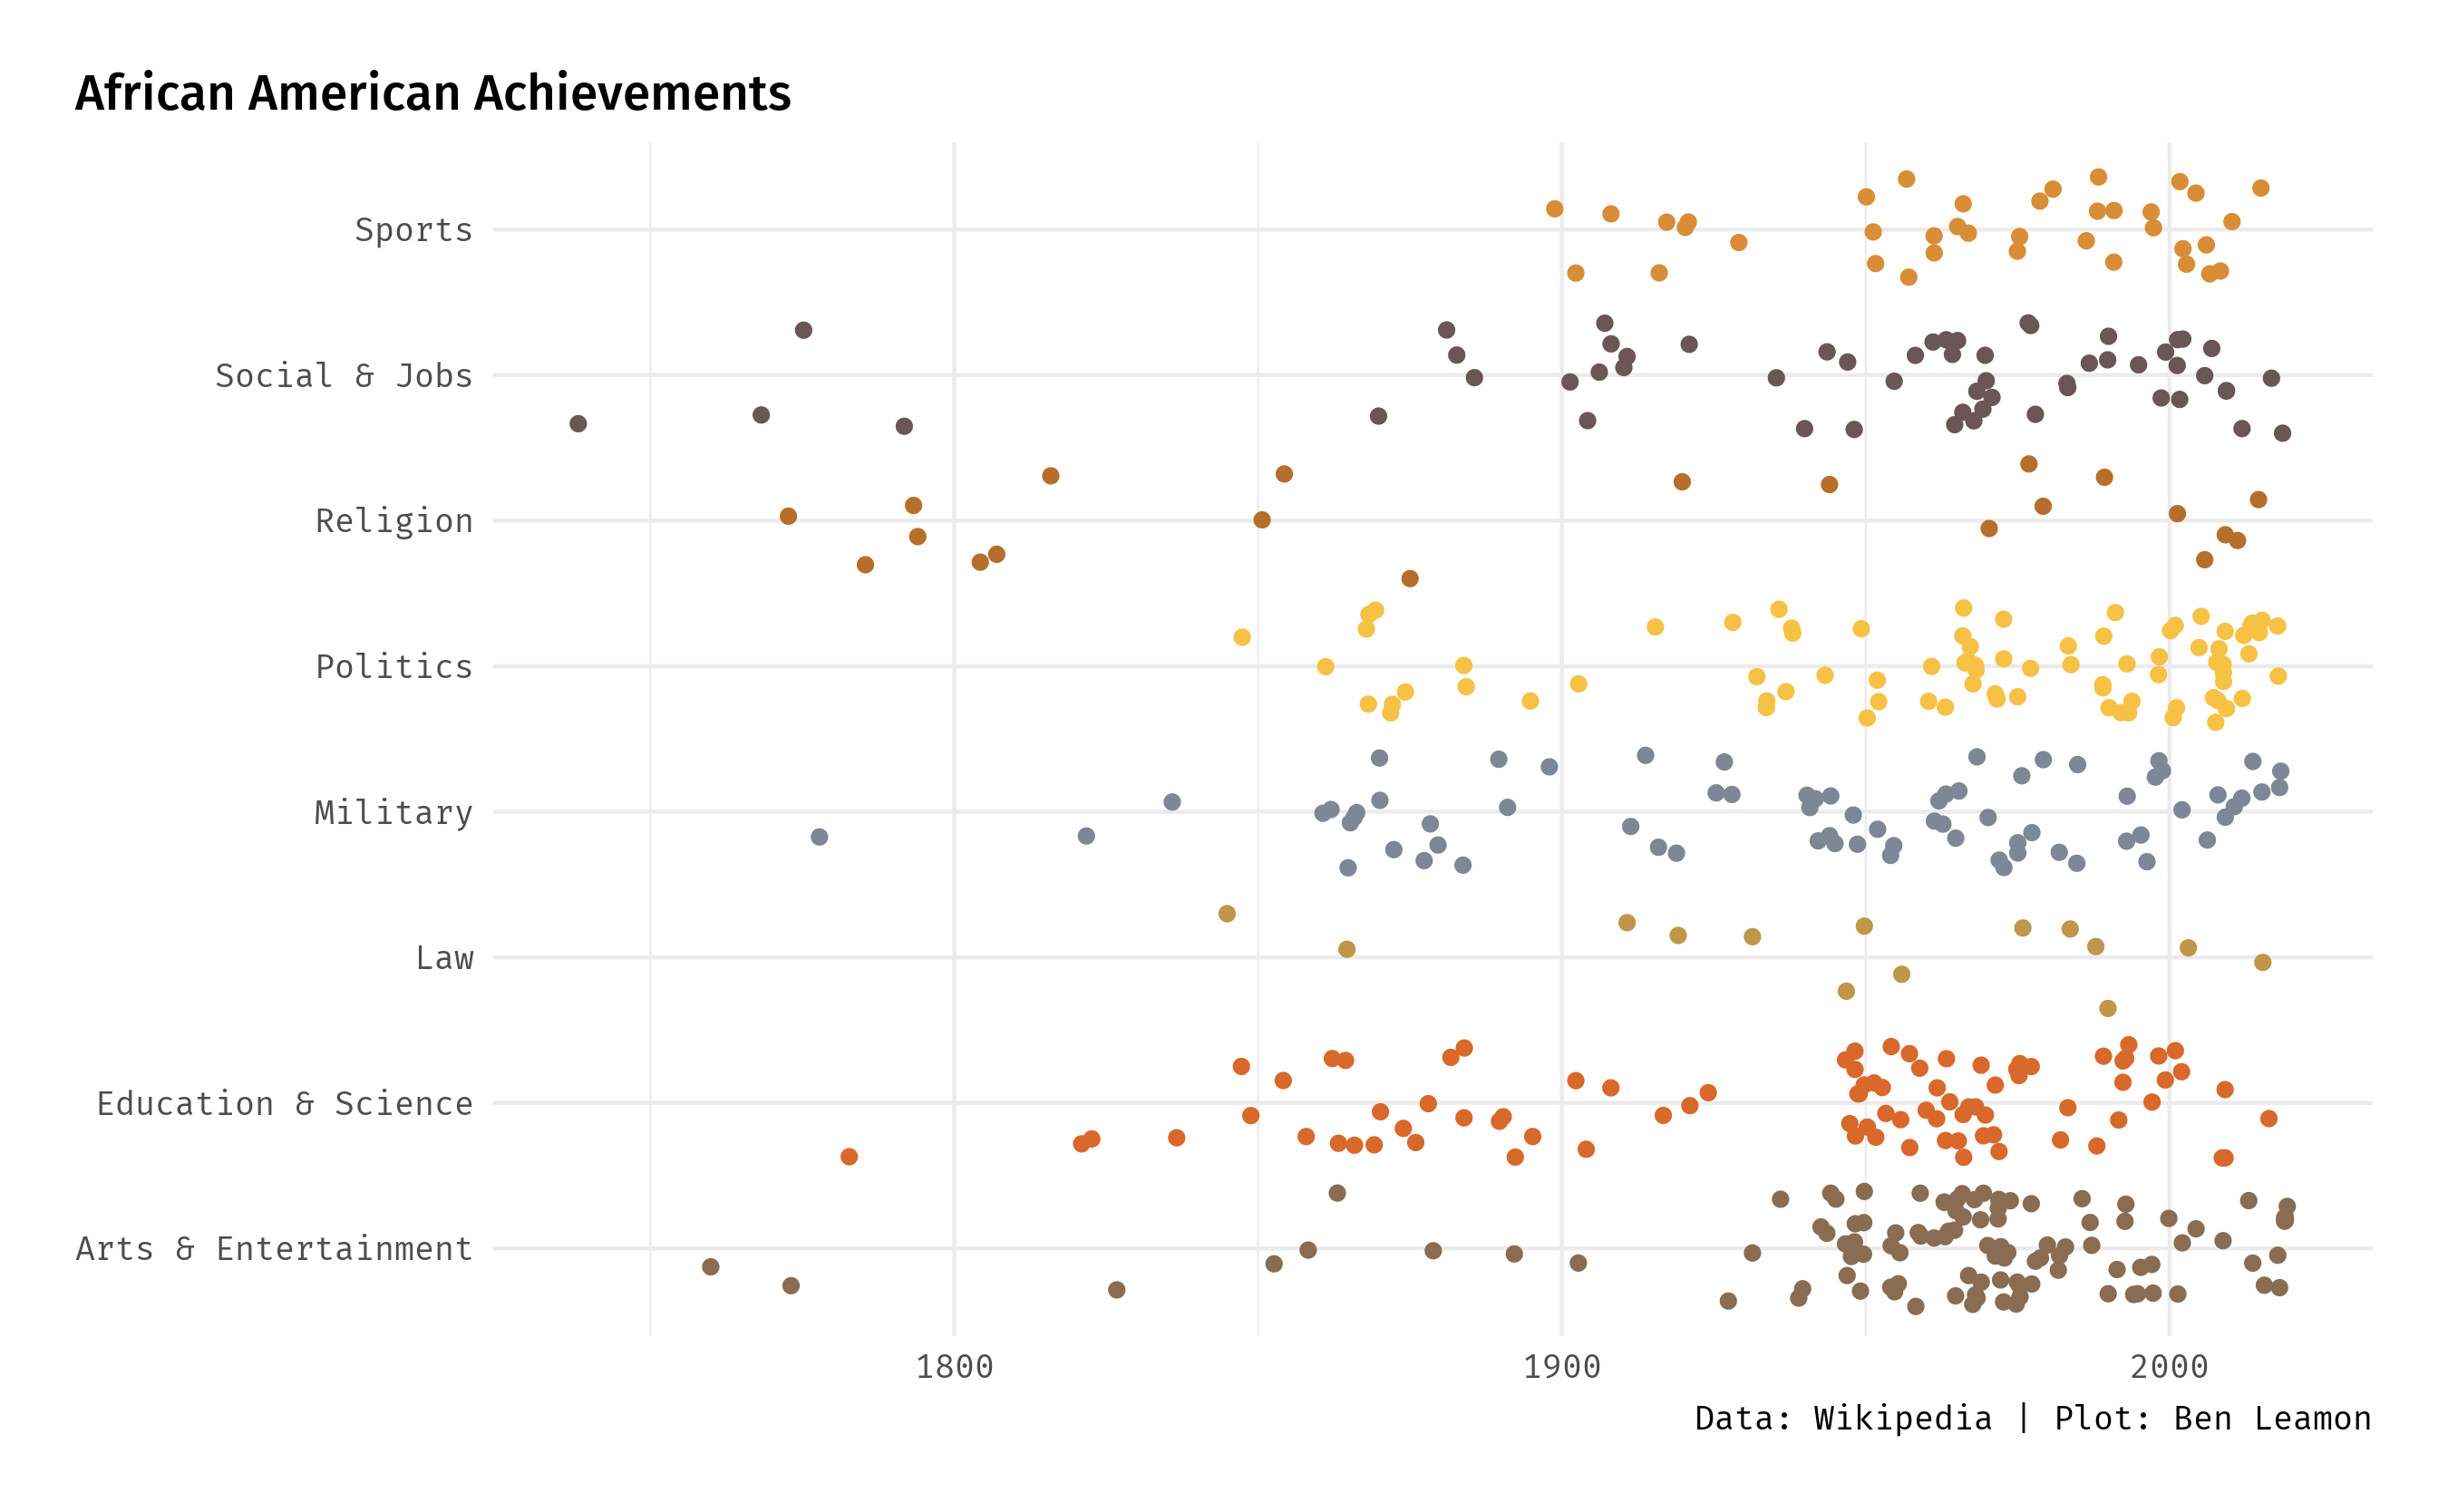 African American Achievements
Sports
Social & Jobs
Religion
Politics
Military
Law
Education & Science
Arts & Entertainment
1800 1900 2000
Data: Wikipedia | Plot: Ben Leamon